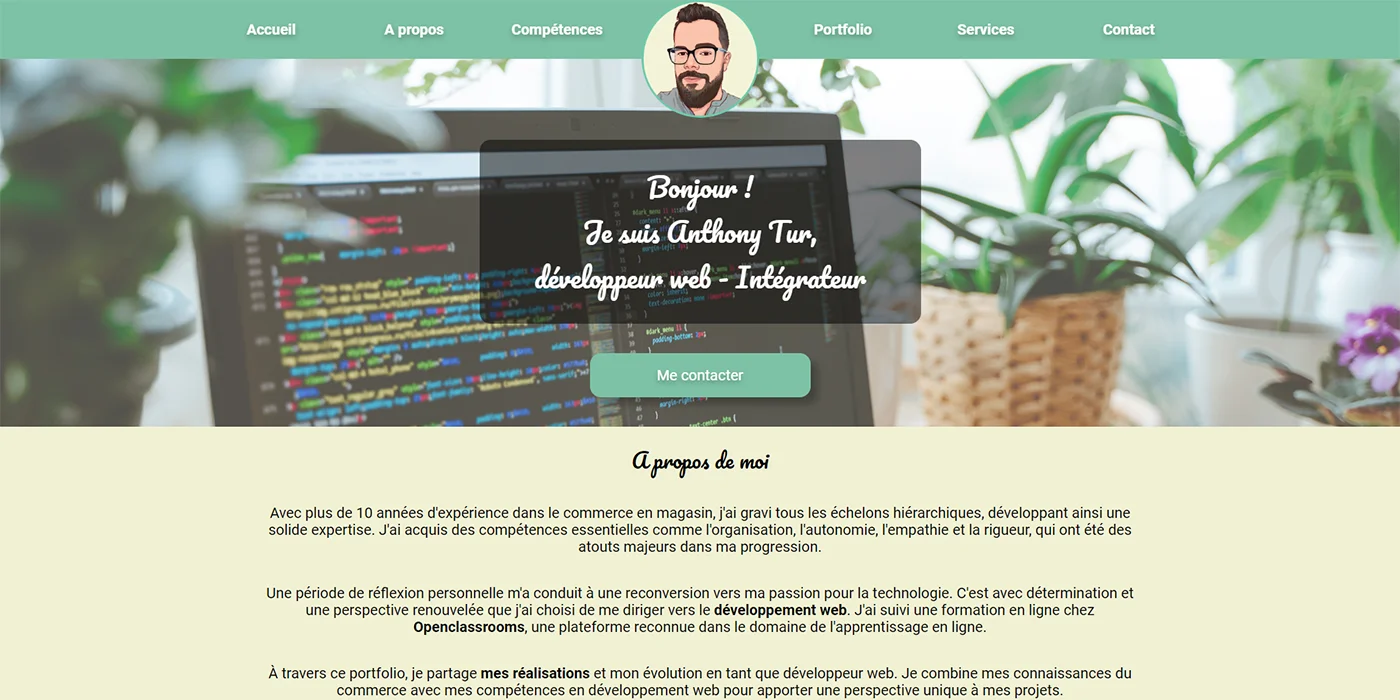 Accueil
A propos
Compétences
Portfolio
Services
Contact
Bonjour !
Je suis Anthony Tur,
développeur web - Intégrateur
Me contacter
A propos de moi
Avec plus de 10 années d'expérience dans le commerce en magasin, j'ai gravi tous les échelons hiérarchiques, développant ainsi une
solide expertise. J'ai acquis des compétences essentielles comme l'organisation, l'autonomie, l'empathie et la rigueur, qui ont été des
atouts majeurs dans ma progression.
Une période de réflexion personnelle m'a conduit à une reconversion vers ma passion pour la technologie. C'est avec détermination et
une perspective renouvelée que j'ai choisi de me diriger vers le développement web. J'ai suivi une formation en ligne chez
Openclassrooms, une plateforme reconnue dans le domaine de l'apprentissage en ligne.
À travers ce portfolio, je partage mes réalisations et mon évolution en tant que développeur web. Je combine mes connaissances du
commerce avec mes compétences en développement web pour apporter une perspective unique à mes projets.